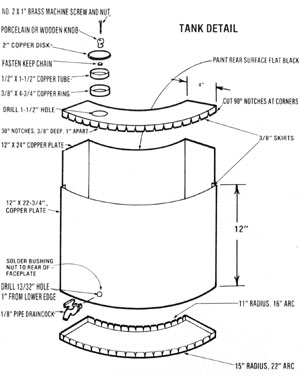 NO. 2 X 1" BRASS MACHINE SCREW AND NUT
TANK DETAIL
PORCELAIN OR WOODEN KNOB
2" COPPER DISK
FASTEN KEEP CHAIN
PAINT REAR SURFACE FLAT BLACK
1/2" X 1-1/2" COPPER TUBE
3/8" X 4-3/4" COPPER RING
4"
DRILL 1-1/2" HOLE
CUT 90° NOTCHES AT CORNERS
30° NOTCHES, 3/8" DEEP, 1" APART
3/8" SKIRTS
12" X 24" COPPER PLATE
12" X 22-3/4",
COPPER PLATE
12"
SOLDER BUSHING
NUT TO REAR OF
FACEPLATE
DRILL 13/32" HOLE
1" FROM LOWER EDGE
11" RADIUS, 16" ARC
1/8" PIPE DRAINCOCK
15" RADIUS, 22" ARC